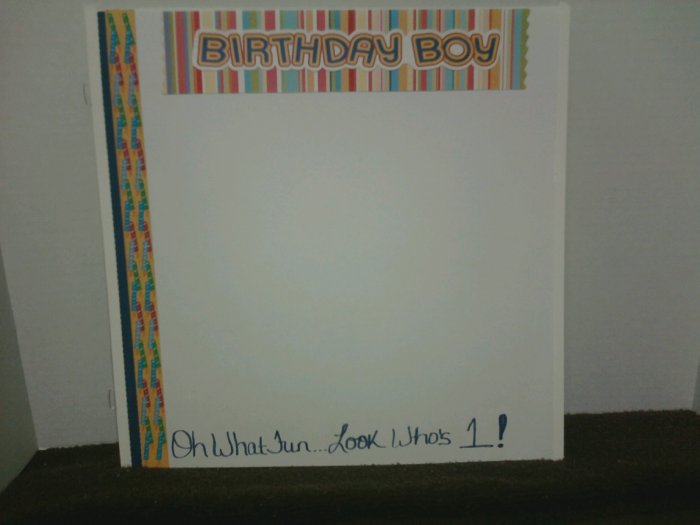 BIRTHDAY BOY
Oh What Fun... Look Who's 1!